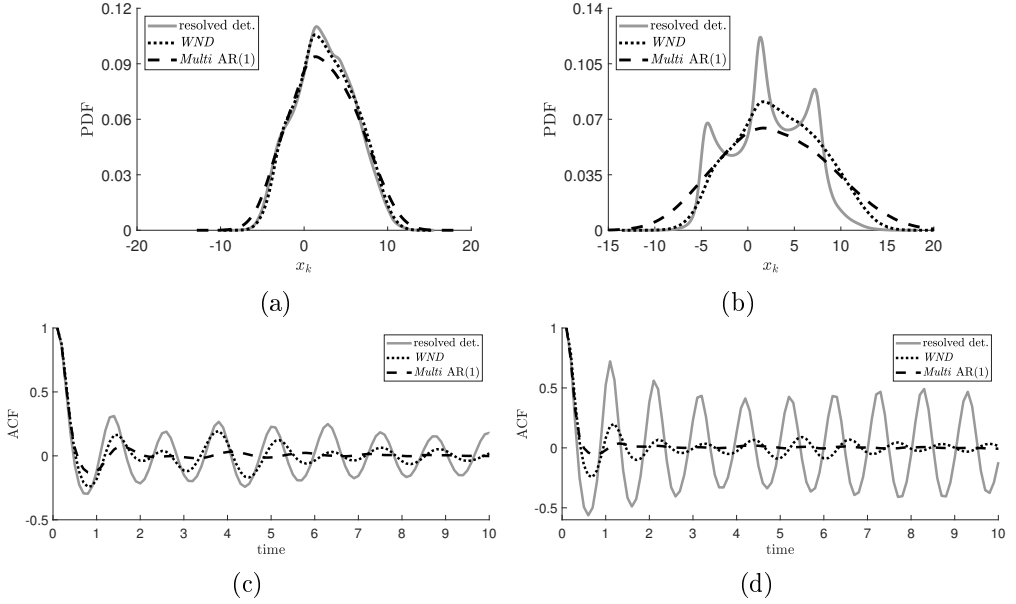 0.12
0.09
0.06
0.03
0
PDF
resolved det.
WND
Multi AR(1)
-20
-10
0
10
20
x_k
(a)
0.14
0.105
0.07
0.035
0
PDF
resolved det.
WND
Multi AR(1)
-15
-10
-5
0
5
10
15
20
x_k
(b)
1
0.5
0
-0.5
ACF
resolved det.
WND
Multi AR(1)
0
1
2
3
4
5
6
7
8
9
10
time
(c)
1
0.5
0
-0.5
ACF
resolved det.
WND
Multi AR(1)
0
1
2
3
4
5
6
7
8
9
10
time
(d)